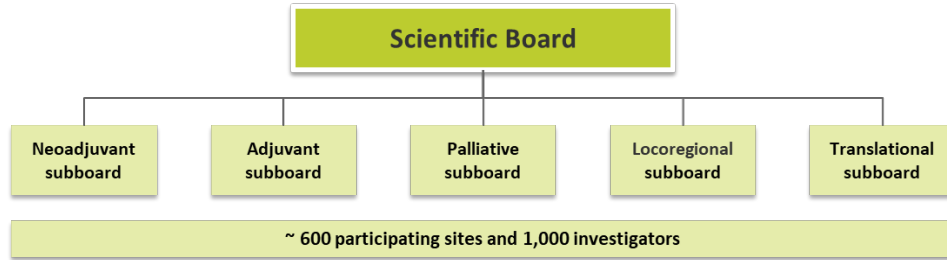 Scientific Board
Neoadjuvant
subboard
Adjuvant
subboard
Palliative
subboard
Locoregional
subboard
Translational
subboard
~ 600 participating sites and 1,000 investigators